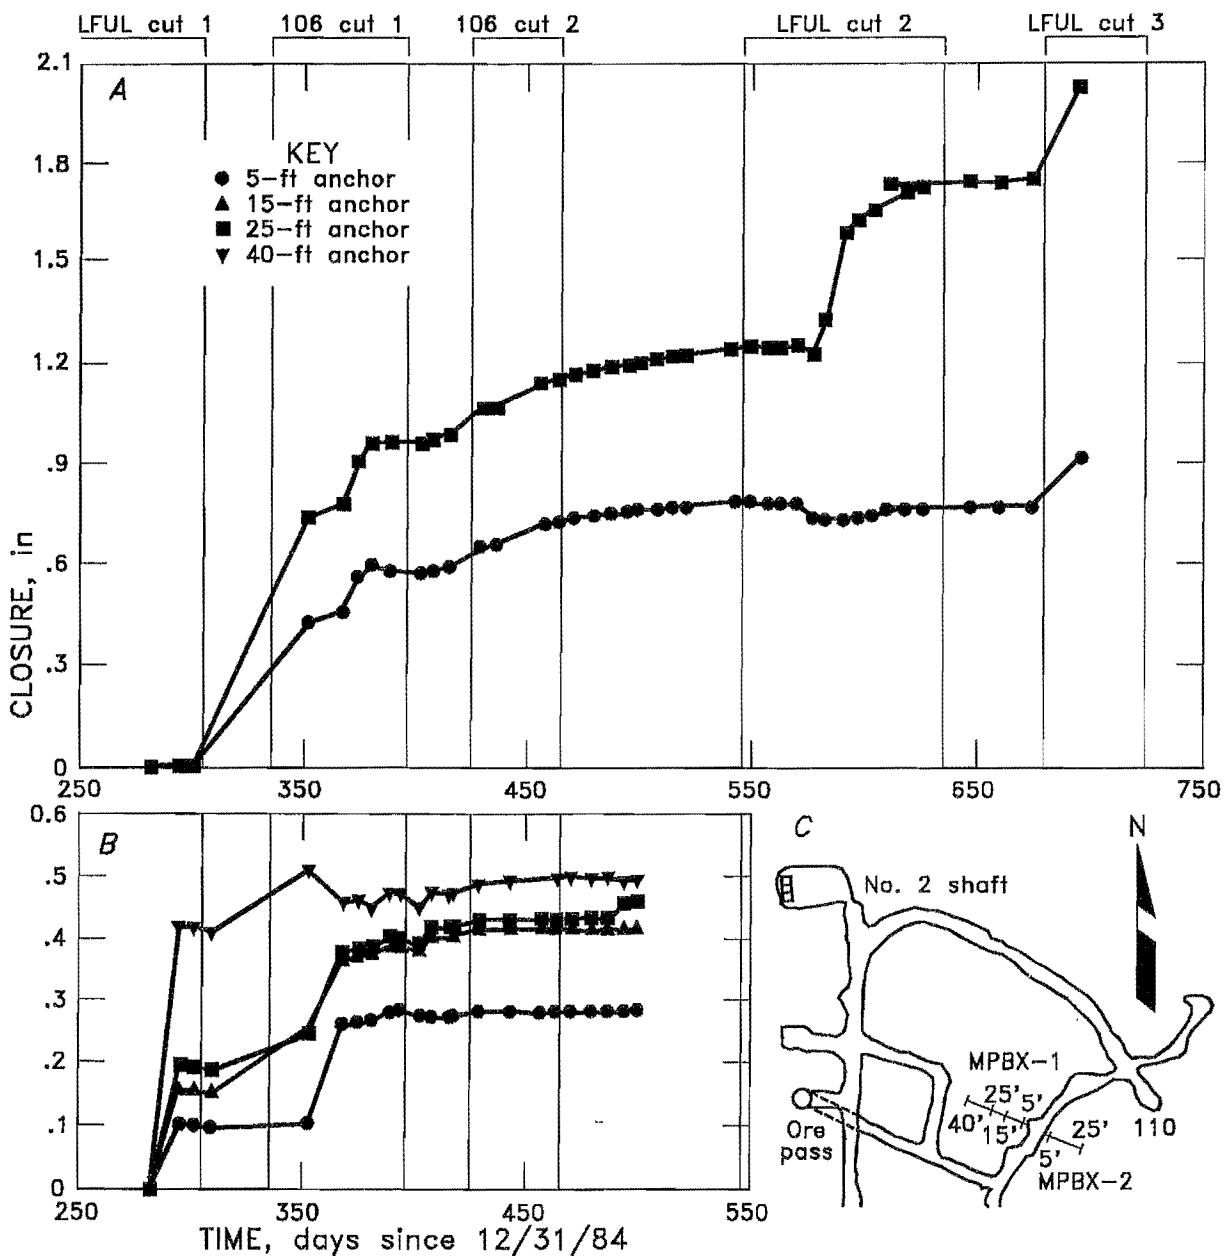 LFUL cut 1 106 cut 1 106 cut 2 LFUL cut 2 LFUL cut 3
2.1
A
1.8
KEY
5-ft anchor
15-ft anchor
25-ft anchor
40-ft anchor
1.5
1.2
.9
.6
.3
0
CLOSURE, in
250 350 450 550 650 750
0.6
B
.5
.4
.3
.2
.1
0
250 350 450 550
TIME, days since 12/31/84
C
N
No. 2 shaft
MPBX-1
25'
5'
40'
15'
Ore
pass
110
25'
5'
MPBX-2